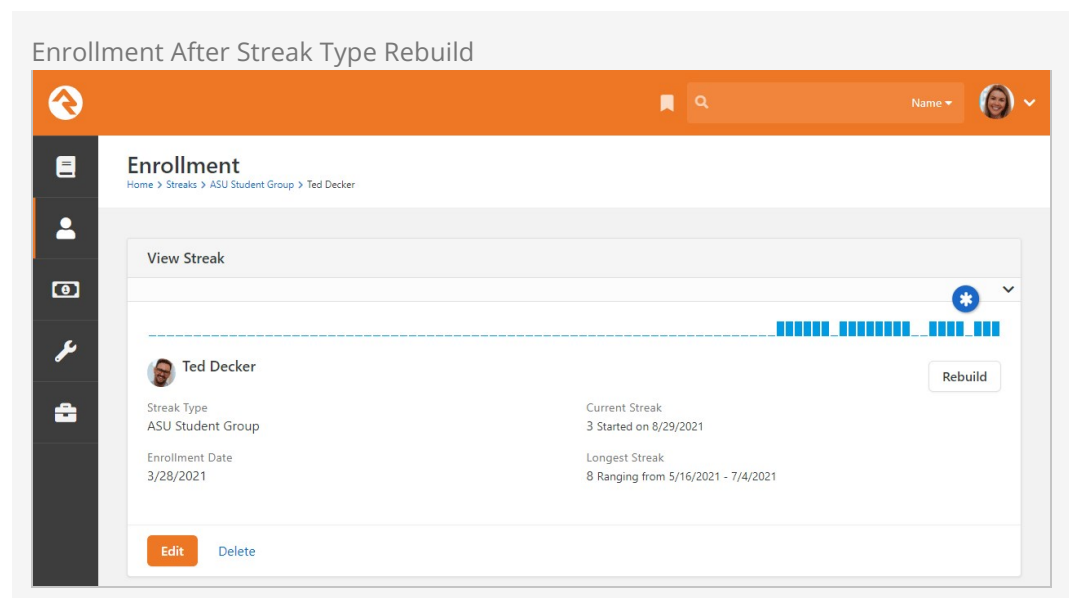 Enrollment After Streak Type Rebuild
Name
Enrollment
Home > Streaks > ASU Student Group > Ted Decker
View Streak
Ted Decker
Rebuild
Streak Type
ASU Student Group
Current Streak
3 Started on 8/29/2021
Enrollment Date
3/28/2021
Longest Streak
8 Ranging from 5/16/2021 - 7/4/2021
Edit
Delete